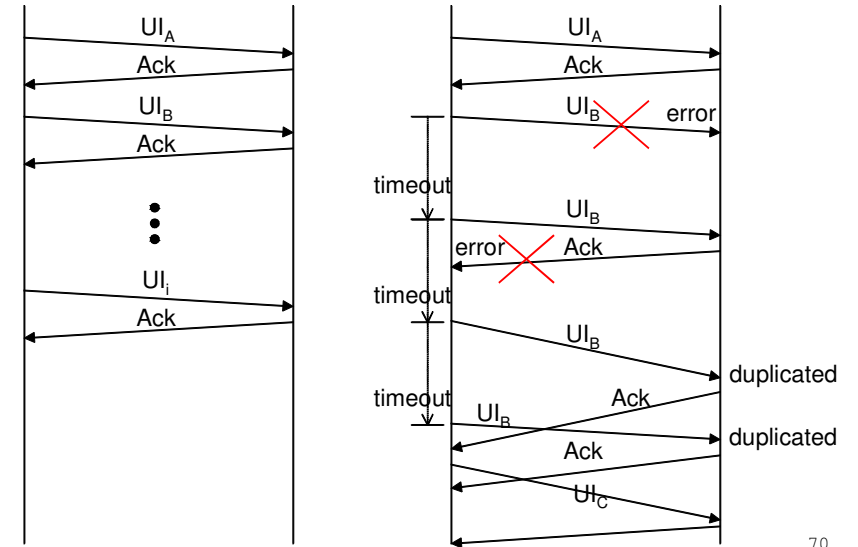 UI_A
Ack
UI_B
Ack
UI_i
Ack
UI_A
Ack
UI_B error
timeout
UI_B
error Ack
timeout
UI_B
duplicated
timeout Ack
UI_B
duplicated
Ack
UI_C
70